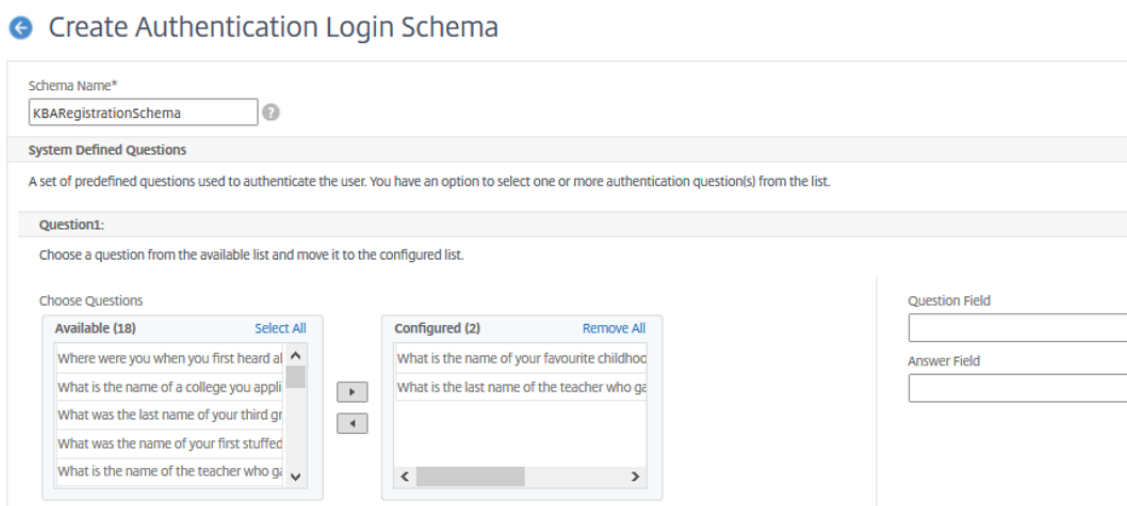 Create Authentication Login Schema
Schema Name*
KBARegistrationSchema
?
System Defined Questions
A set of predefined questions used to authenticate the user. You have an option to select one or more authentication question(s) from the list.
Question1:
Choose a question from the available list and move it to the configured list.
Choose Questions
Available (18) Select All
Where were you when you first heard al
What is the name of a college you appli
What was the last name of your third gr
What was the name of your first stuffed
What is the name of the teacher who ga
Configured (2) Remove All
What is the name of your favourite childhoo
What is the last name of the teacher who ga
Question Field
Answer Field